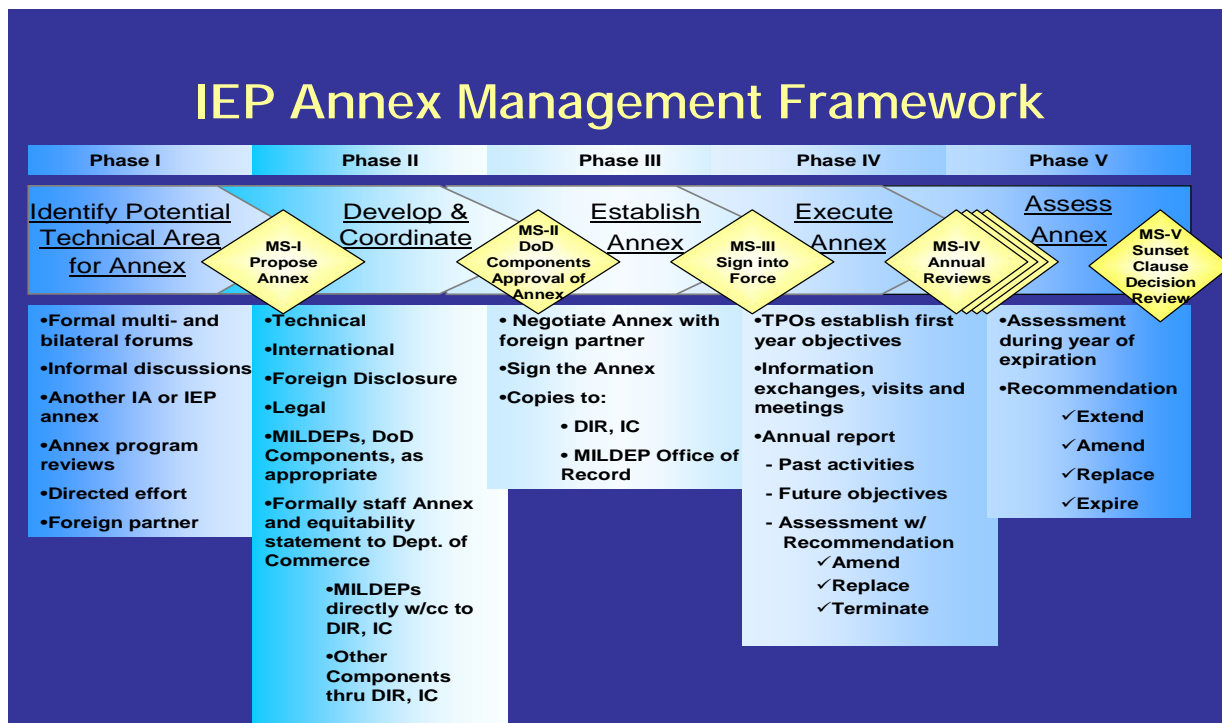 IEP Annex Management Framework
Phase I
Phase II
Phase III
Phase IV
Phase V
Identify Potential
Technical Area
for Annex
MS-I
Propose
Annex
Develop &
Coordinate
MS-II
DoD
Components
Approval of
Annex
Establish
Annex
MS-III
Sign into
Force
Execute
Annex
MS-IV
Annual
Reviews
Assess
Annex
MS-V
Sunset
Clause
Decision
Review
•Formal multi- and
bilateral forums
•Informal discussions
•Another IA or IEP
annex
•Annex program
reviews
•Directed effort
•Foreign partner
•Technical
•International
•Foreign Disclosure
•Legal
•MILDEPs, DoD
Components, as
appropriate
•Formally staff Annex
and equitability
statement to Dept. of
Commerce
•MILDEPs
directly w/cc to
DIR, IC
•Other
Components
thru DIR, IC
• Negotiate Annex with
foreign partner
•Sign the Annex
•Copies to:
• DIR, IC
• MILDEP Office of
Record
•TPOs establish first
year objectives
•Information
exchanges, visits and
meetings
•Annual report
- Past activities
- Future objectives
- Assessment w/
Recommendation
✓Amend
✓Replace
✓Terminate
•Assessment
during year of
expiration
•Recommendation
✓Extend
✓Amend
✓Replace
✓Expire